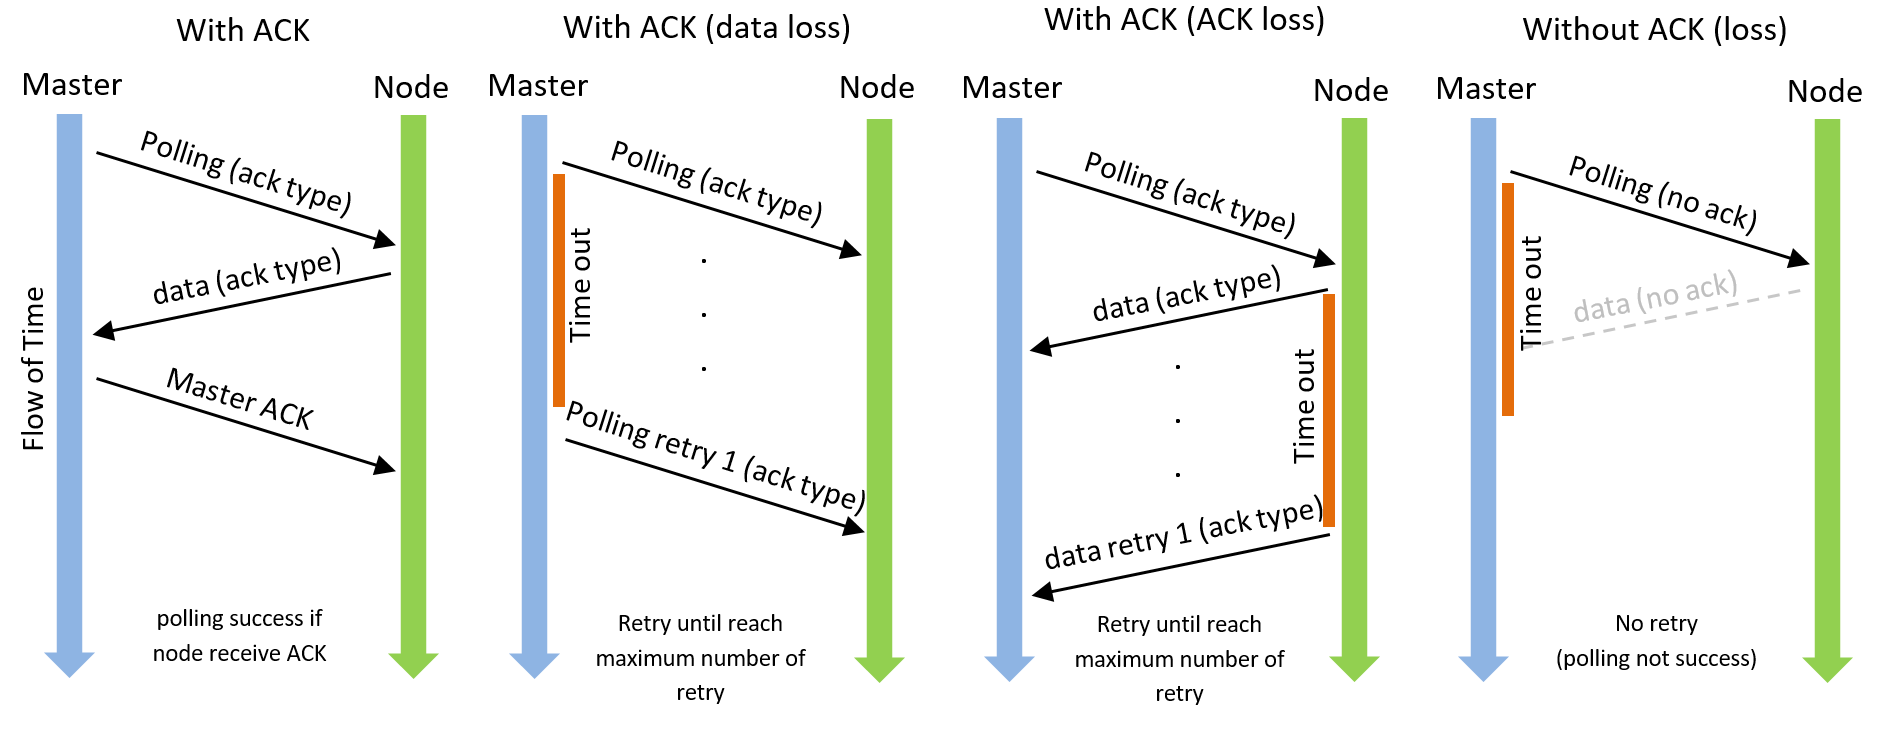 With ACK
Master
Node
Polling (ack type)
data (ack type)
Master ACK
Flow of Time
polling success if
node receive ACK
With ACK (data loss)
Master
Node
Polling (ack type)
Time out
.
.
.
Polling retry 1 (ack type)
Retry until reach
maximum number of
retry
With ACK (ACK loss)
Master
Node
Polling (ack type)
data (ack type)
.
.
.
Time out
data retry 1 (ack type)
Retry until reach
maximum number of
retry
Without ACK (loss)
Master
Node
Polling (no ack)
data (no ack)
Time out
No retry
(polling not success)